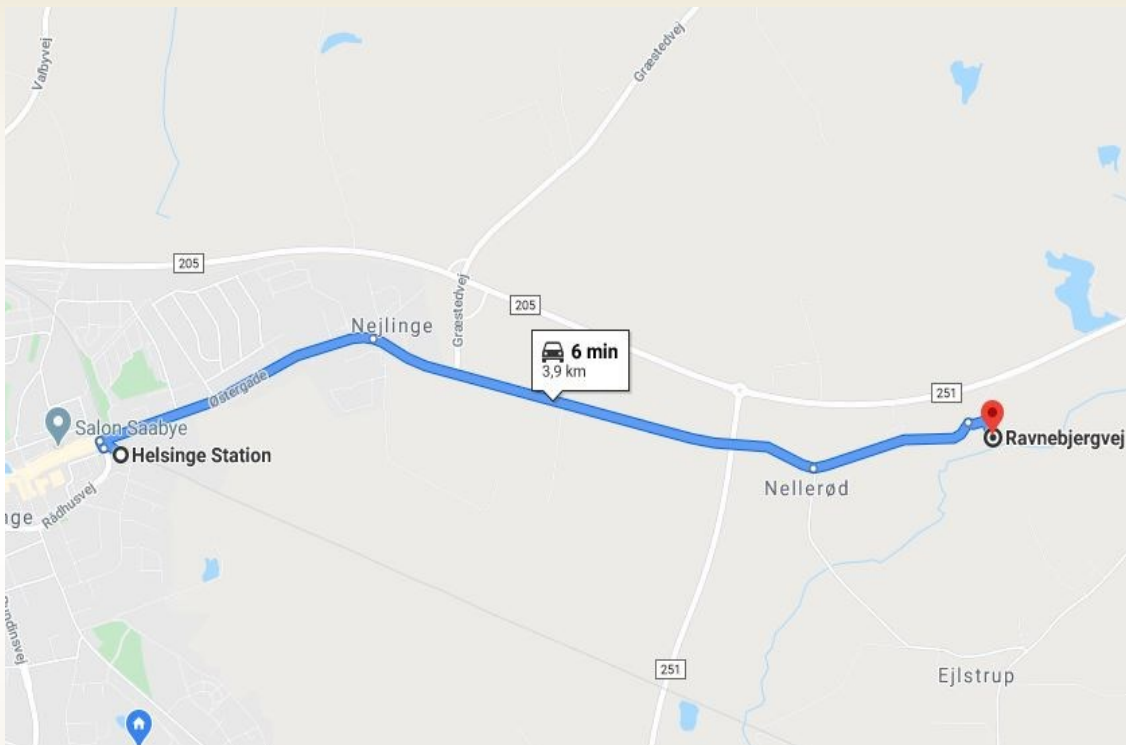 Valbyvej
Græstedvej
205
Græstedvej
205
Nejlinge
6 min
3,9 km
Østergade
251
Salon Saabye
Helsinge Station
Ravnebjergvej
Nellerød
nge
Rådhusvej
251
Ejlstrup